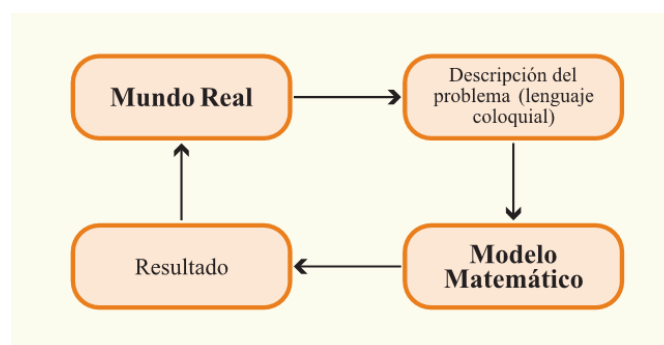 Mundo Real
Descripción del
problema (lenguaje
coloquial)
Resultado
Modelo
Matemático